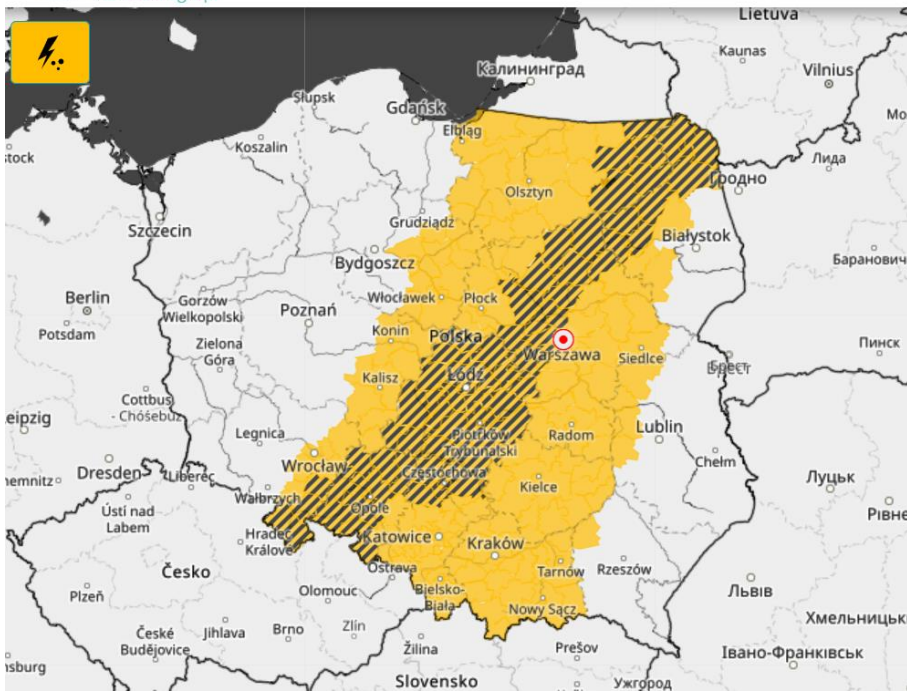 Lietuva
Kaunas
Калининград
Vilnius
Słupsk
Gdańsk
Elbląg
Koszalin
Лида
Гродно
Olsztyn
Szczecin
Grudziądz
Białystok
Bydgoszcz
Барановичи
Berlin
Włocławek
Płock
Gorzów
Wielkopolski
Poznań
Potsdam
Konin
Polska
Warszawa
Siedlce
Пинск
Zielona
Góra
Брест
Kalisz
Łódź
Cottbus
- Chóśebuz
Legnica
Piotrków
Trybunalski
Radom
Lublin
Wrocław
Chełm
Dresden
Liberec
Częstochowa
Kielce
Луцьк
Wałbrzych
Opole
Ústí nad
Labem
Hradec
Králové
Katowice
Kraków
Česko
Ostrava
Tarnów
Rzeszów
Plzeň
Olomouc
Bielsko-
Biała
Nowy Sącz
Львів
Хмельницьк
České
Budějovice
Jihlava
Brno
Zlín
Žilina
Prešov
Івано-Франківськ
Slovensko
Ужгород